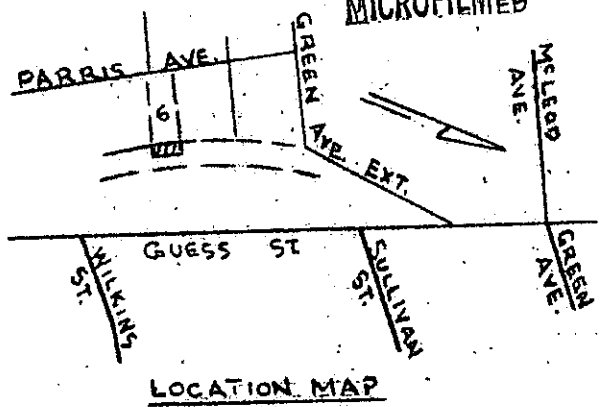 MICROFILMED
PARRIS AVE.
GREEN
AVE. EXT.
McLEOD
AVE.
6
GUESS ST
WILKINS
ST.
SULLIVAN
ST.
GREEN
AVE.
LOCATION MAP